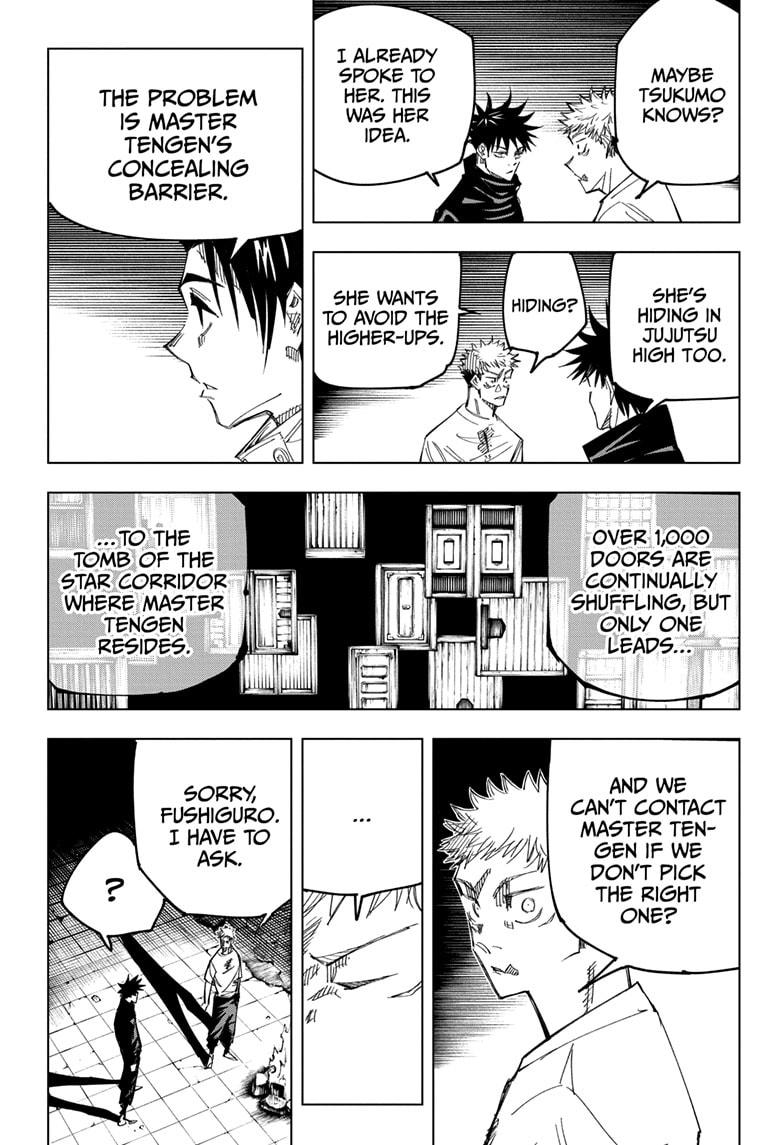 MAYBE
TSUKUMO
KNOWS?
I ALREADY
SPOKE TO
HER. THIS
WAS HER
IDEA.
SHE'S
HIDING IN
JUJUTSU
HIGH TOO.
HIDING?
SHE WANTS
TO AVOID THE
HIGHER-UPS.
THE PROBLEM
IS MASTER
TENGEN'S
CONCEALING
BARRIER.
OVER 1,000
DOORS ARE
CONTINUALLY
SHUFFLING, BUT
ONLY ONE
LEADS...
...TO THE
TOMB OF THE
STAR CORRIDOR
WHERE MASTER
TENGEN
RESIDES.
AND WE
CAN'T CONTACT
MASTER TEN-
GEN IF WE
DON'T PICK
THE RIGHT
ONE?
...
SORRY,
FUSHIGURO.
I HAVE TO
ASK.
?